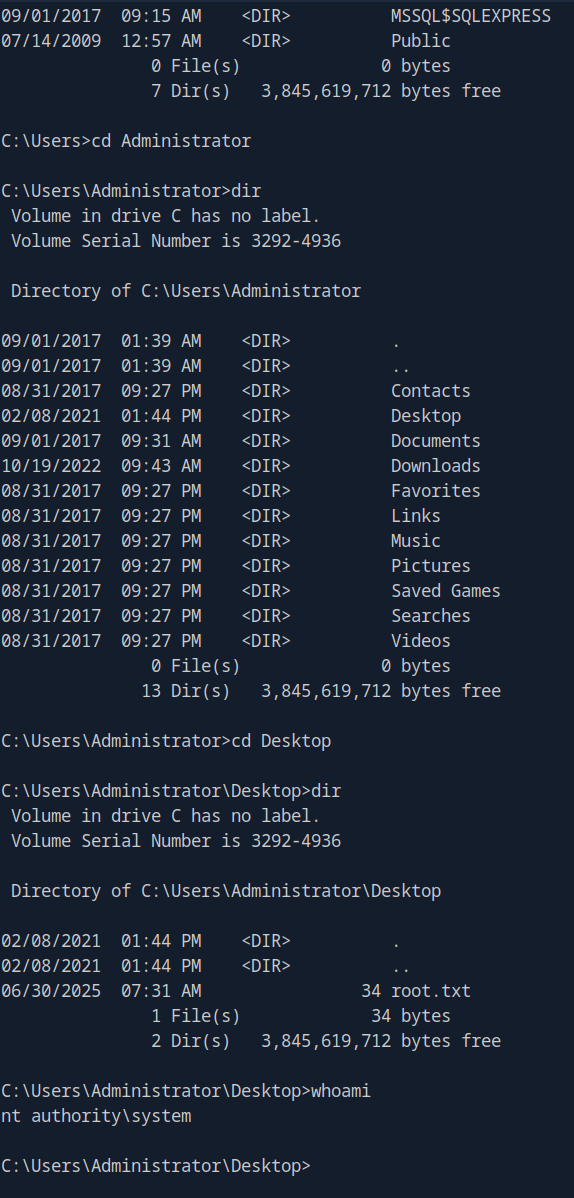 09/01/2017  09:15 AM    <DIR>          MSSQL$SQLEXPRESS
07/14/2009  12:57 AM    <DIR>          Public
               0 File(s)              0 bytes
               7 Dir(s)   3,845,619,712 bytes free

C:\Users>cd Administrator

C:\Users\Administrator>dir
 Volume in drive C has no label.
 Volume Serial Number is 3292-4936

 Directory of C:\Users\Administrator

09/01/2017  01:39 AM    <DIR>          .
09/01/2017  01:39 AM    <DIR>          ..
08/31/2017  09:27 PM    <DIR>          Contacts
02/08/2021  01:44 PM    <DIR>          Desktop
09/01/2017  09:31 AM    <DIR>          Documents
10/19/2022  09:43 AM    <DIR>          Downloads
08/31/2017  09:27 PM    <DIR>          Favorites
08/31/2017  09:27 PM    <DIR>          Links
08/31/2017  09:27 PM    <DIR>          Music
08/31/2017  09:27 PM    <DIR>          Pictures
08/31/2017  09:27 PM    <DIR>          Saved Games
08/31/2017  09:27 PM    <DIR>          Searches
08/31/2017  09:27 PM    <DIR>          Videos
               0 File(s)              0 bytes
              13 Dir(s)   3,845,619,712 bytes free

C:\Users\Administrator>cd Desktop

C:\Users\Administrator\Desktop>dir
 Volume in drive C has no label.
 Volume Serial Number is 3292-4936

 Directory of C:\Users\Administrator\Desktop

02/08/2021  01:44 PM    <DIR>          .
02/08/2021  01:44 PM    <DIR>          ..
06/30/2025  07:31 AM                34 root.txt
               1 File(s)             34 bytes
               2 Dir(s)   3,845,619,712 bytes free

C:\Users\Administrator\Desktop>whoami
nt authority\system

C:\Users\Administrator\Desktop>